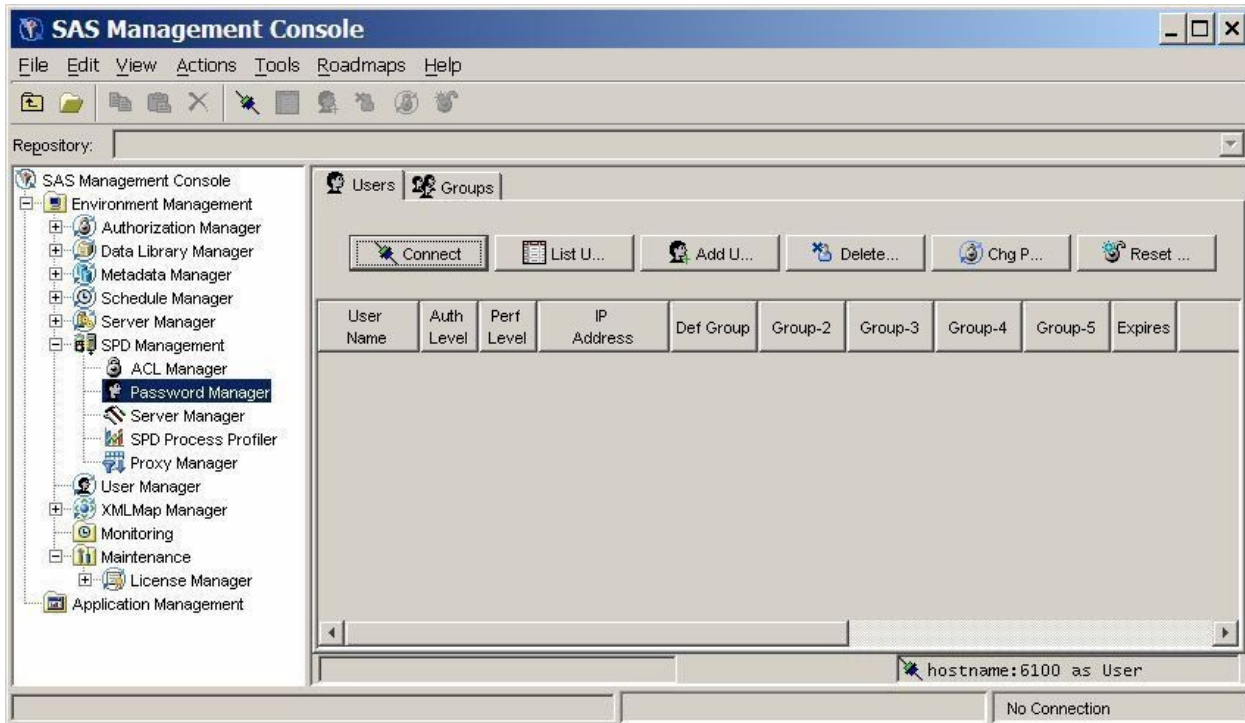 SAS Management Console
File Edit View Actions Tools Roadmaps Help
Repository:
SAS Management Console
Environment Management
Authorization Manager
Data Library Manager
Metadata Manager
Schedule Manager
Server Manager
SPD Management
ACL Manager
Password Manager
Server Manager
SPD Process Profiler
Proxy Manager
User Manager
XMLMap Manager
Monitoring
Maintenance
License Manager
Application Management
Users Groups
Connect List U... Add U... Delete... Chg P... Reset ...
User Name Auth Level Perf Level IP Address Def Group Group-2 Group-3 Group-4 Group-5 Expires
hostname:6100 as User
No Connection